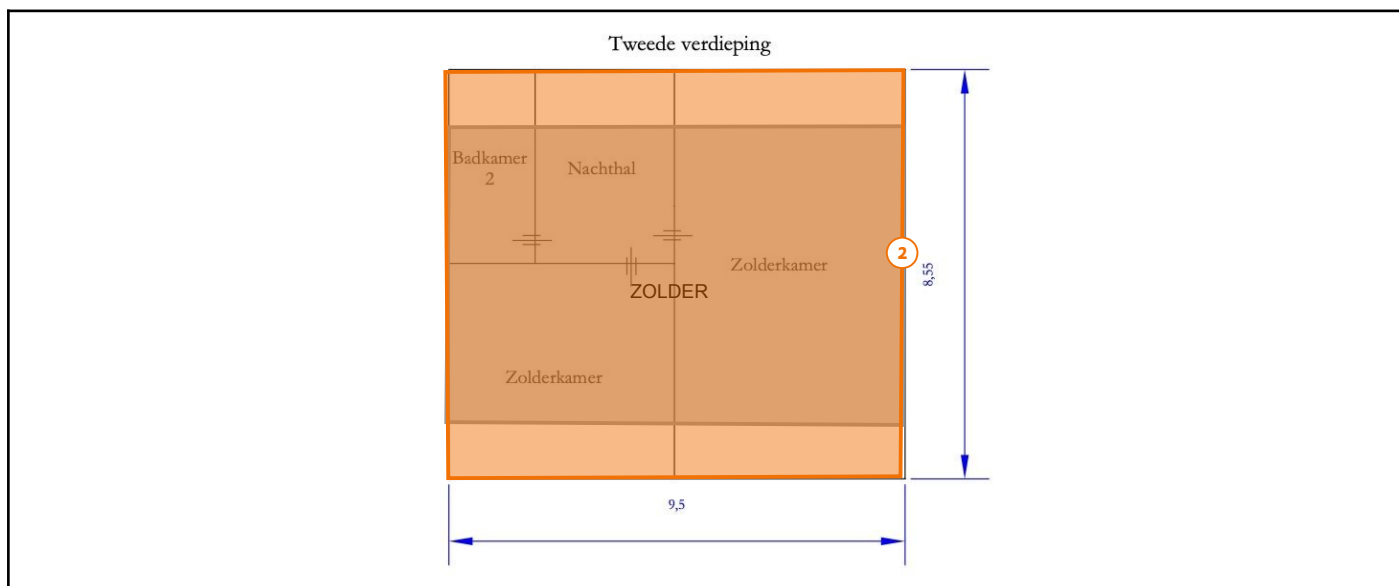 Tweede verdieping
Badkamer
2
Nachthal
Zolderkamer
2
8,55
ZOLDER
Zolderkamer
9,5